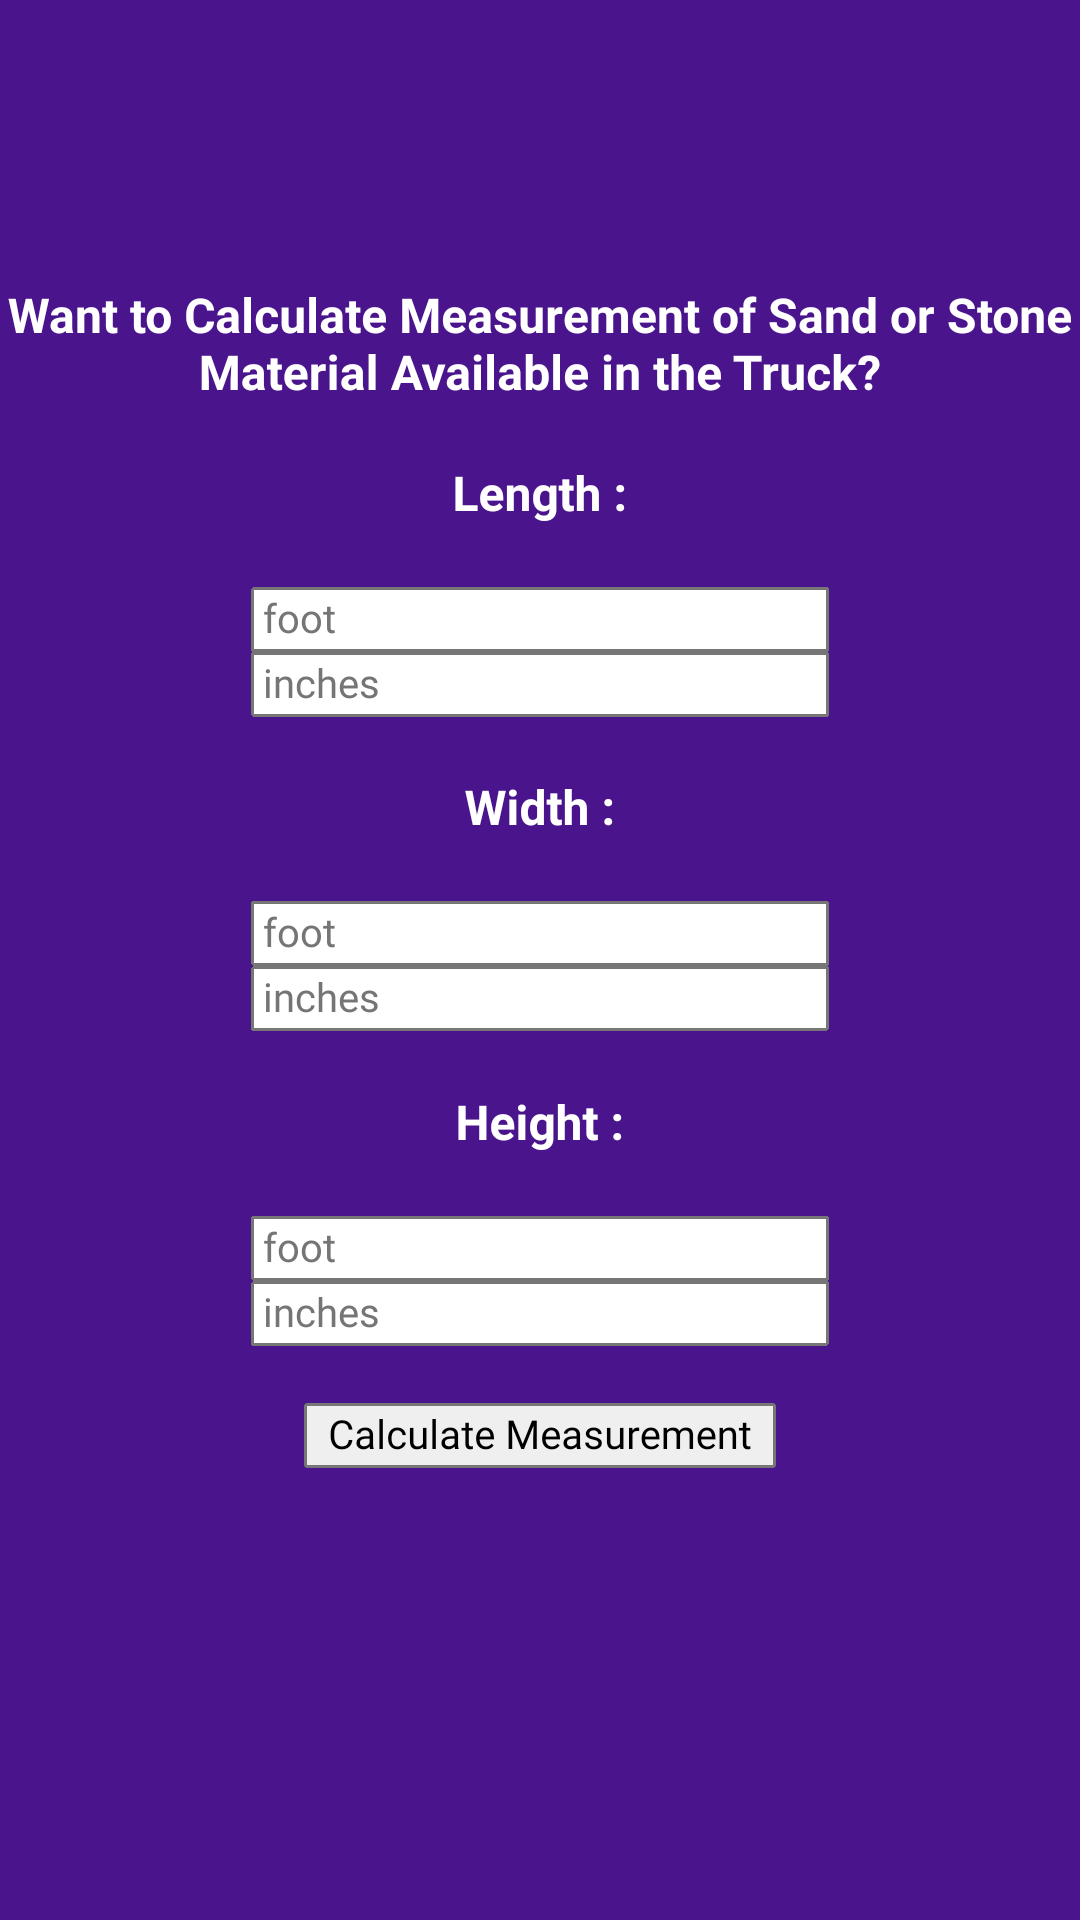 Want to Calculate Measurement of Sand or Stone
Material Available in the Truck?
Length :
foot
inches
Width :
foot
inches
Height :
foot
inches
Calculate Measurement